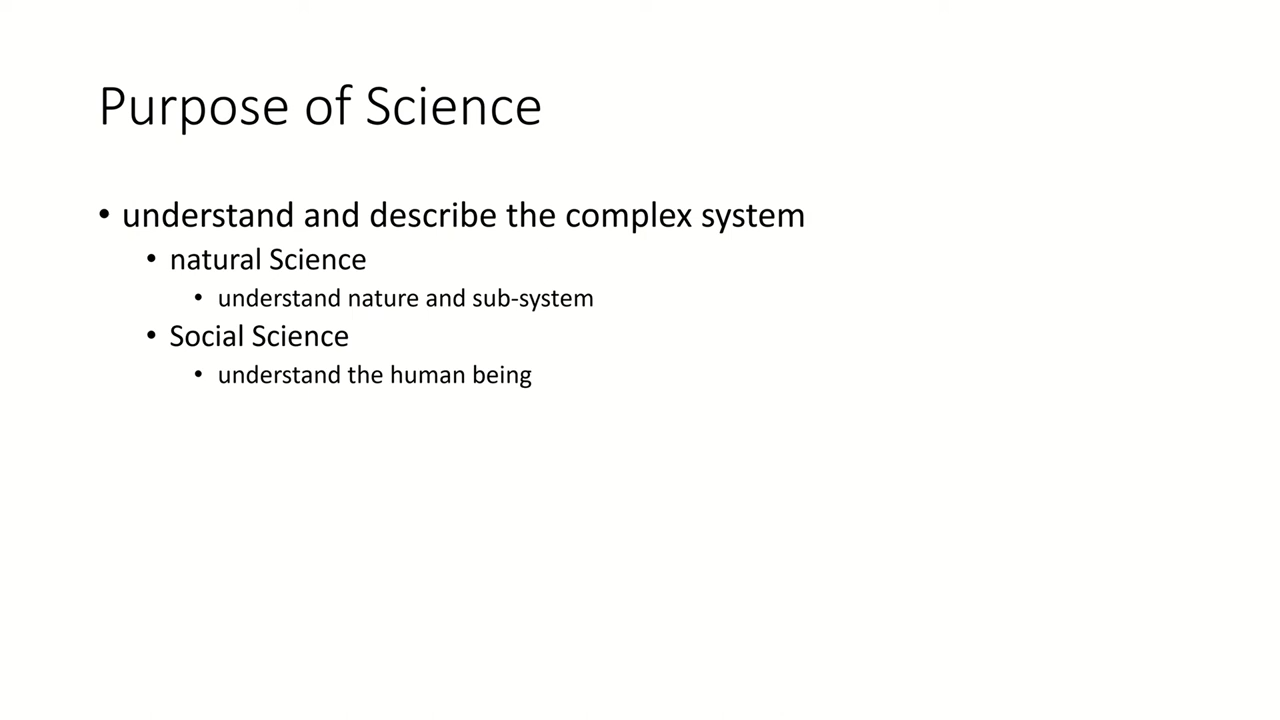 Purpose of Science
• understand and describe the complex system
• natural Science
• understand nature and sub-system
• Social Science
• understand the human being